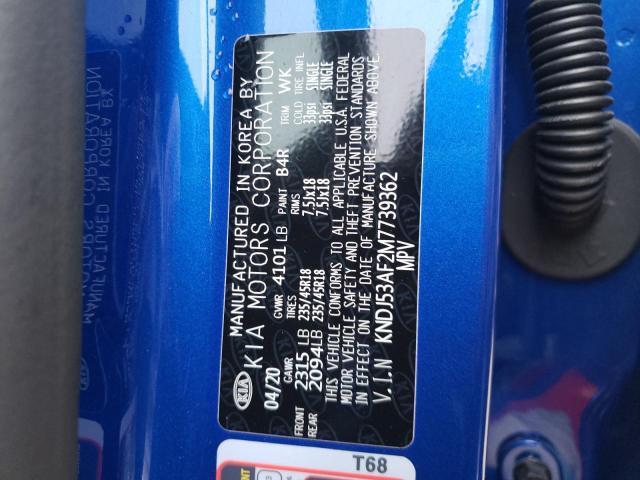 MANUFACTURED IN KOREA BY
KIA KIA MOTORS CORPORATION
04/20 GVWR 4101 LB PAINT B4R TRIM WK
GAWR TIRES RIMS COLD TIRE INFL
FRONT 2315 LB 235/45R18 7.5Jx18 33psi SINGLE
REAR 2094 LB 235/45R18 7.5Jx18 33psi SINGLE
THIS VEHICLE CONFORMS TO ALL APPLICABLE U.S.A. FEDERAL
MOTOR VEHICLE SAFETY AND THEFT PREVENTION STANDARDS
IN EFFECT ON THE DATE OF MANUFACTURE SHOWN ABOVE.
V.I.N KNDJ53AF2M7739362
MPV
T68